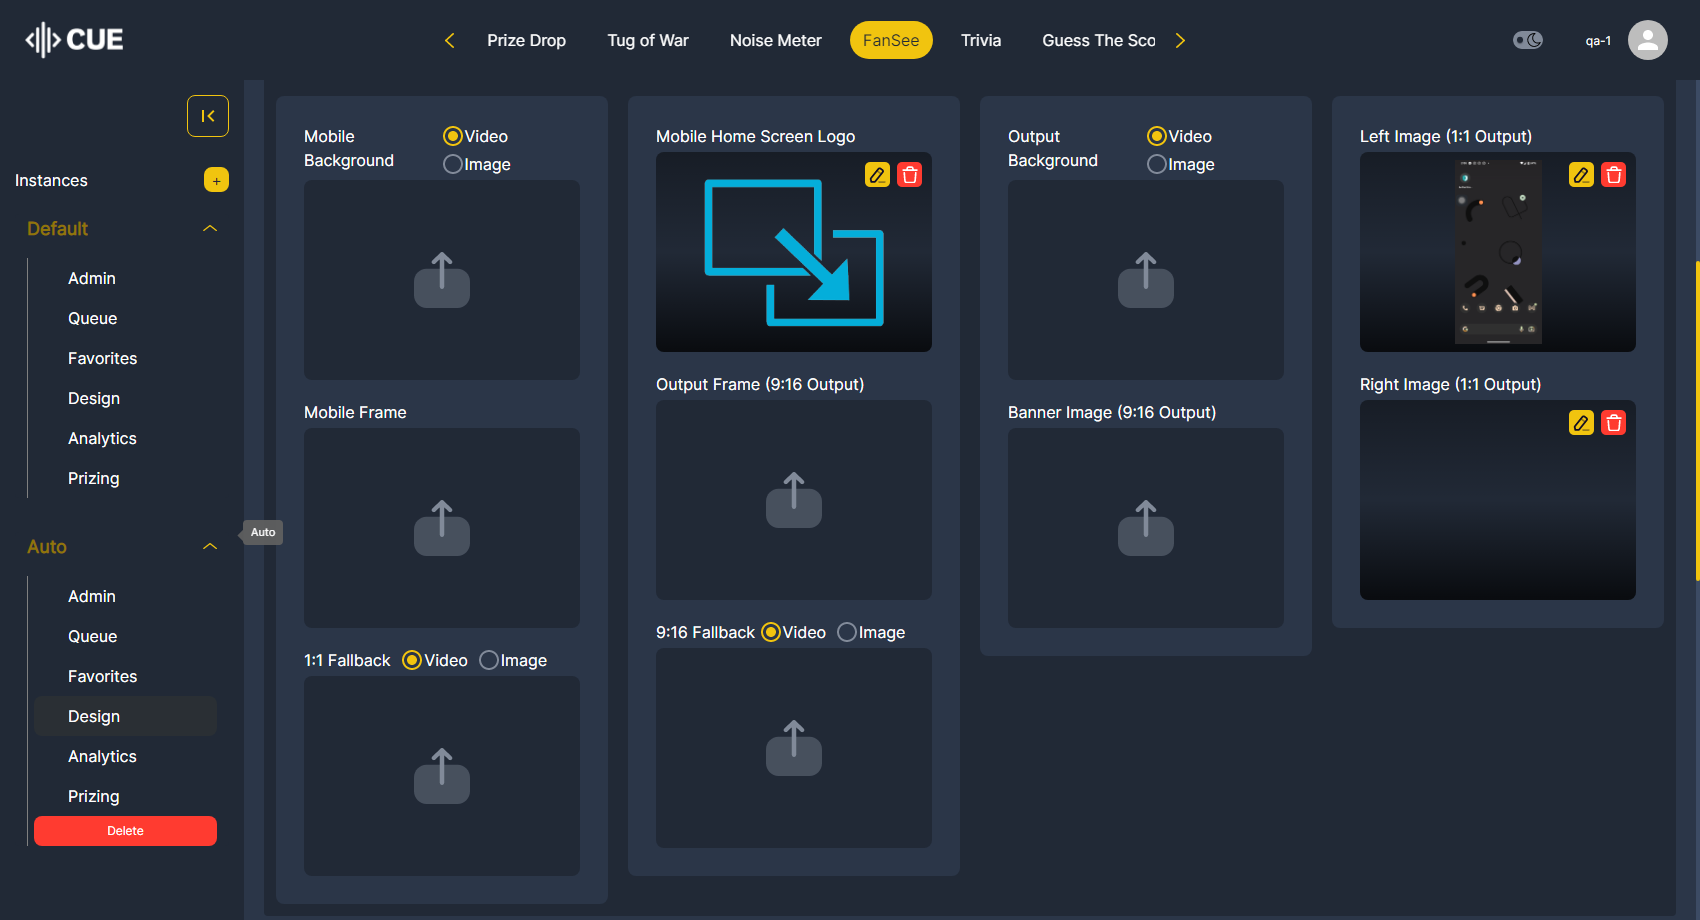 CUE
Prize Drop
Tug of War
Noise Meter
FanSee
Trivia
Guess The Sco
qa-1
Instances
+
Default
Admin
Queue
Favorites
Design
Analytics
Prizing
Auto
Auto
Admin
Queue
Favorites
Design
Analytics
Prizing
Delete
Mobile
Background
Video
Image
Mobile Frame
1:1 Fallback
Video
Image
Mobile Home Screen Logo
Output Frame (9:16 Output)
9:16 Fallback
Video
Image
Output
Background
Video
Image
Banner Image (9:16 Output)
Left Image (1:1 Output)
Right Image (1:1 Output)